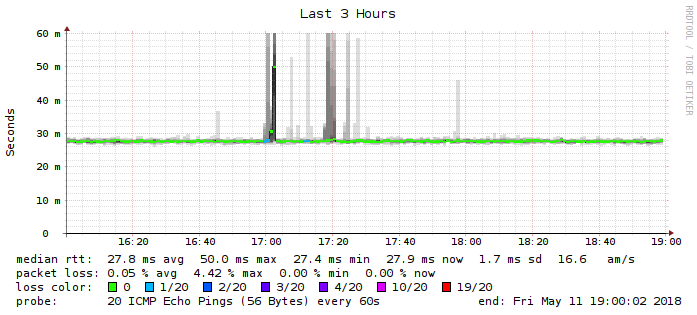 Last 3 Hours
RRDTOOL / TOBI OETIKER
Seconds
60 m
50 m
40 m
30 m
20 m
10 m
0
16:20 16:40 17:00 17:20 17:40 18:00 18:20 18:40 19:00
median rtt: 27.8 ms avg 50.0 ms max 27.4 ms min 27.9 ms now 1.7 ms sd 16.6 am/s
packet loss: 0.05 % avg 4.42 % max 0.00 % min 0.00 % now
loss color: 0 1/20 2/20 3/20 4/20 10/20 19/20
probe: 20 ICMP Echo Pings (56 Bytes) every 60s end: Fri May 11 19:00:02 2018